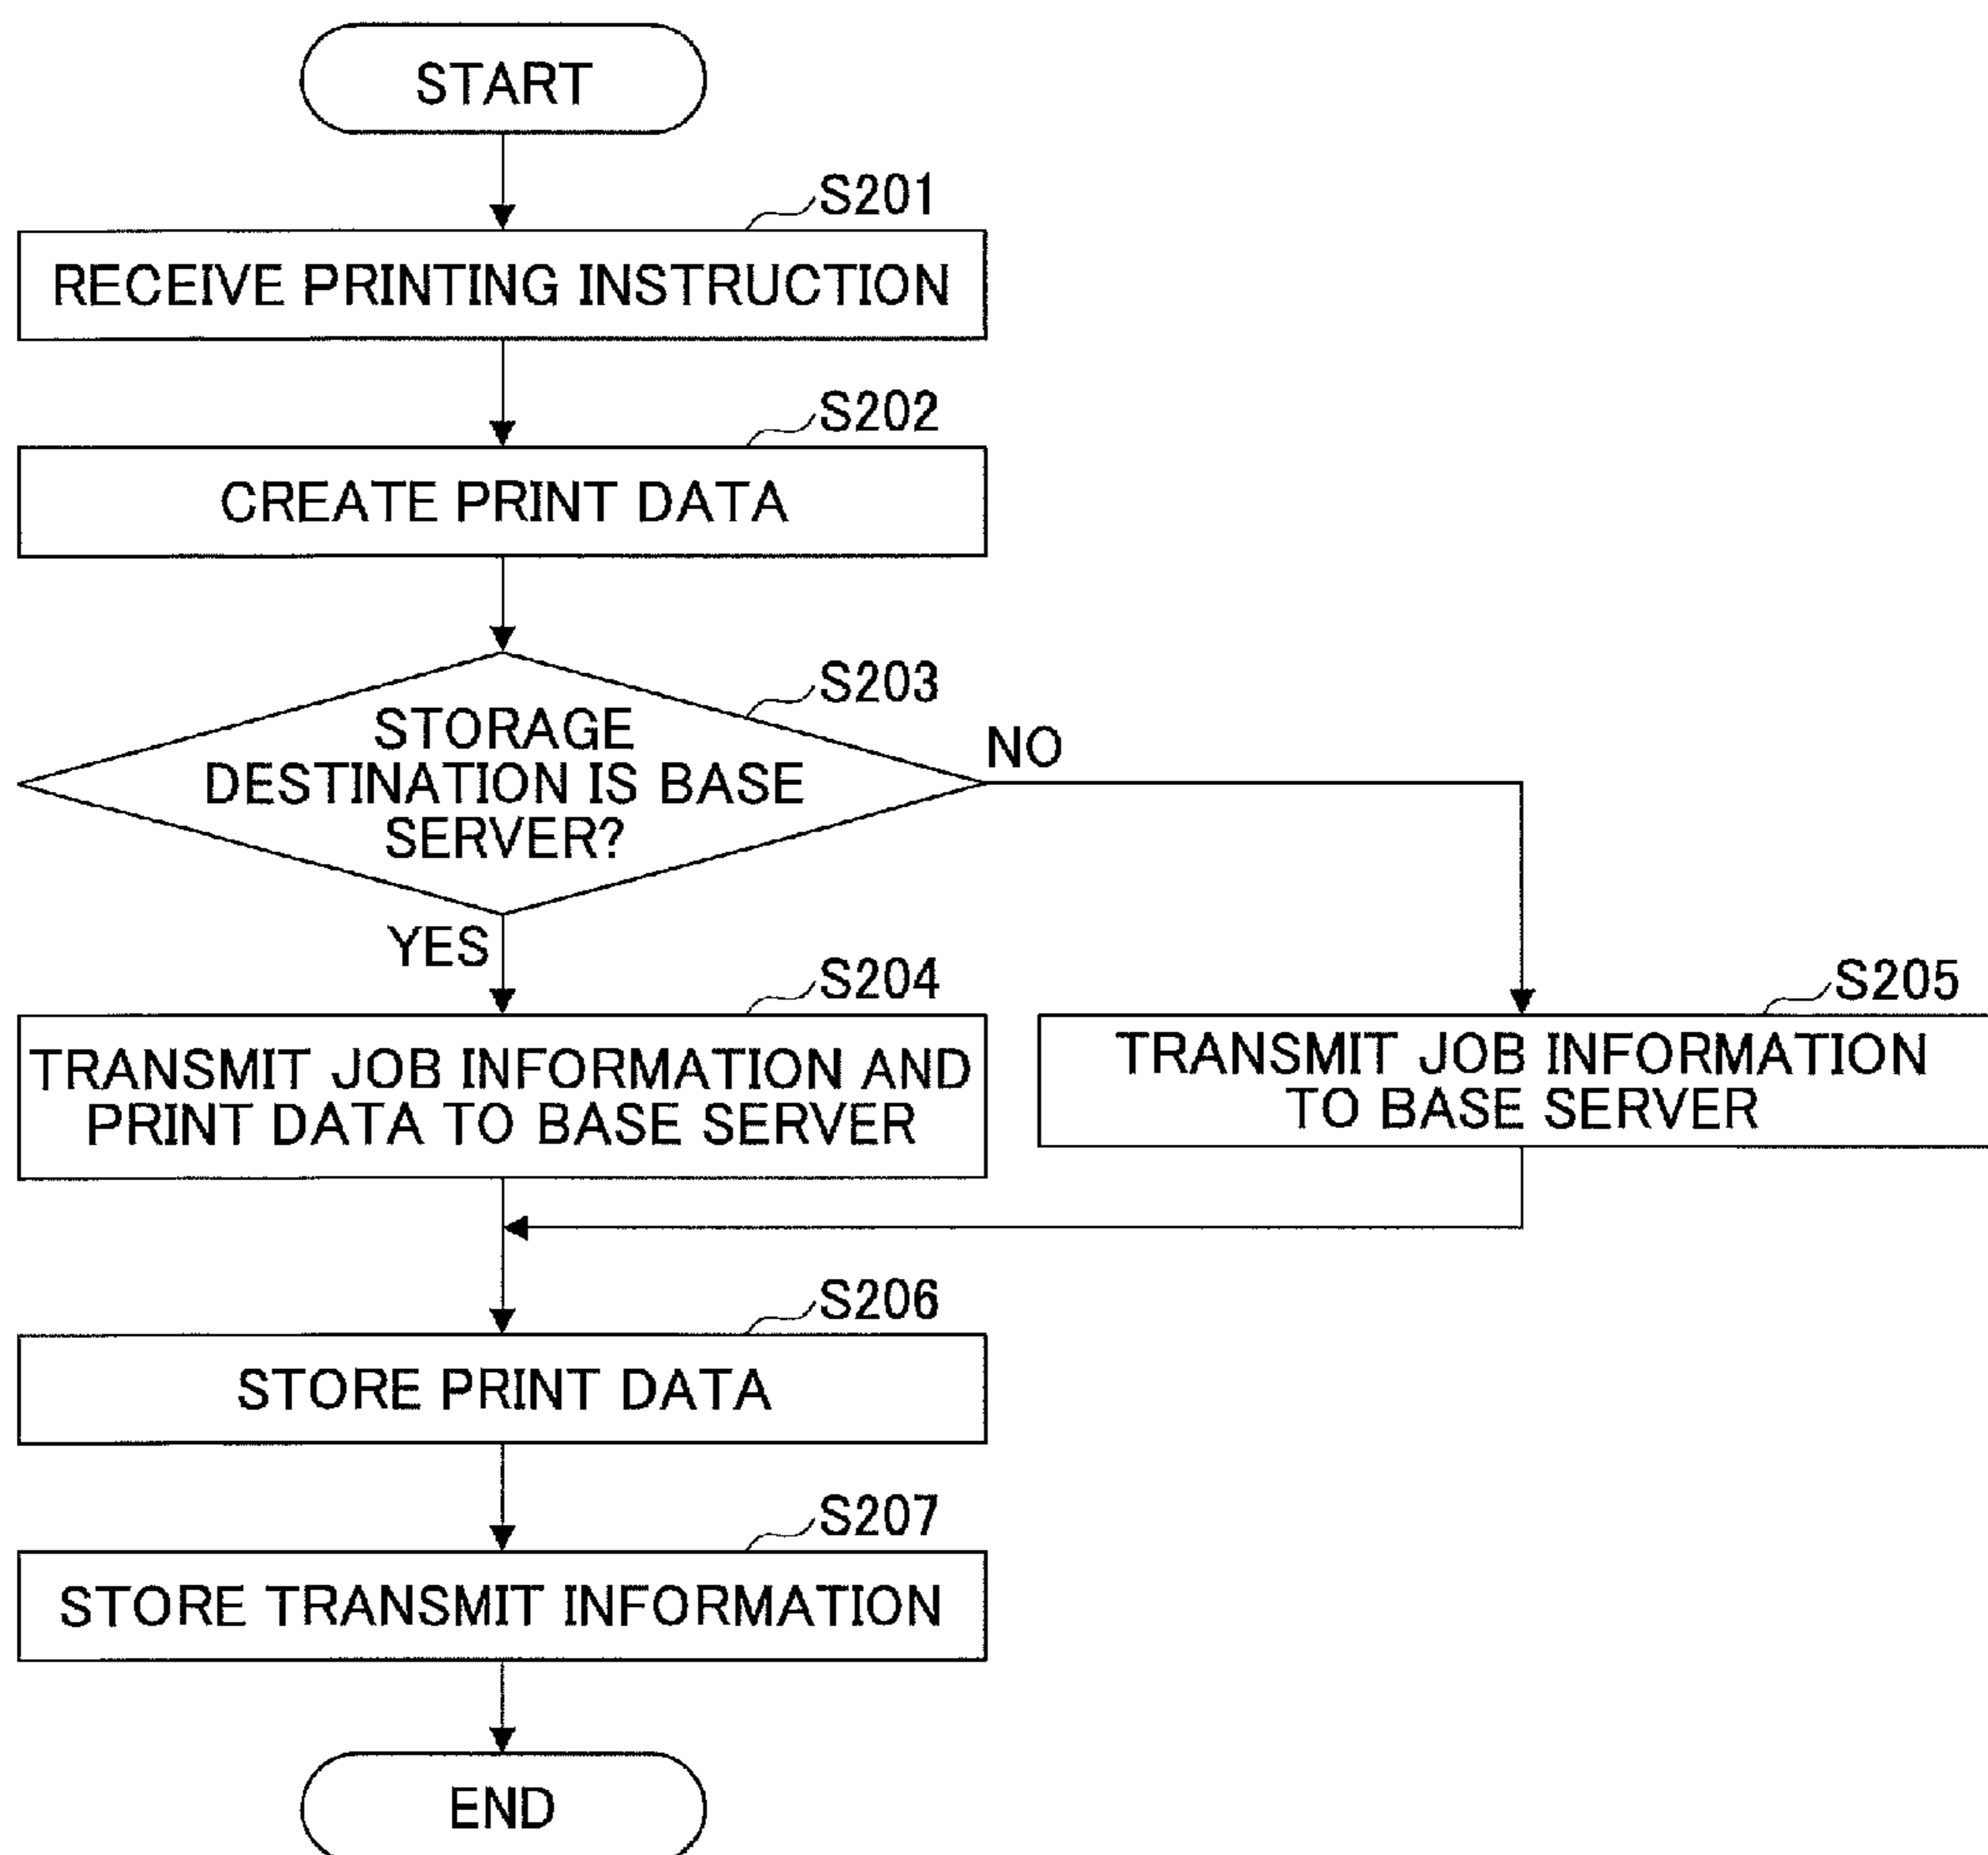 START
S201
RECEIVE PRINTING INSTRUCTION
S202
CREATE PRINT DATA
S203
STORAGE
DESTINATION IS BASE
SERVER?
NO
YES
S204
TRANSMIT JOB INFORMATION AND
PRINT DATA TO BASE SERVER
S205
TRANSMIT JOB INFORMATION
TO BASE SERVER
S206
STORE PRINT DATA
S207
STORE TRANSMIT INFORMATION
END